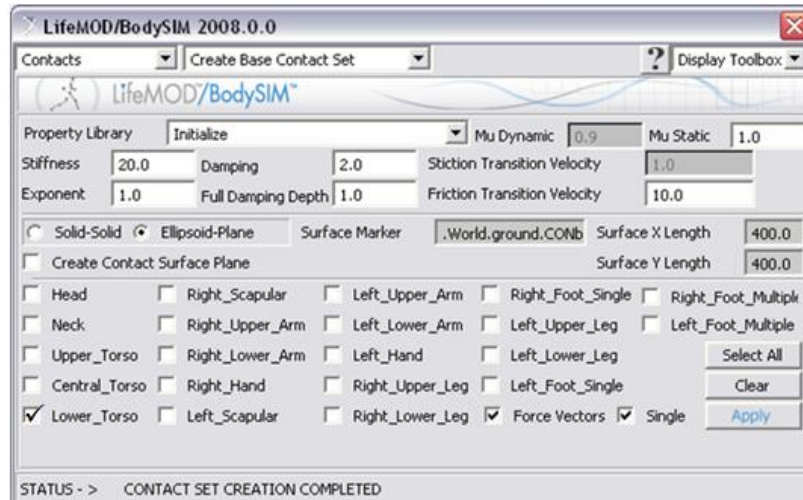 LifeMOD/BodySIM 2008.0.0
Contacts Create Base Contact Set ? Display Toolbox
LifeMOD/BodySIM™
Property Library Initialize Mu Dynamic 0.9 Mu Static 1.0
Stiffness 20.0 Damping 2.0 Stiction Transition Velocity 1.0
Exponent 1.0 Full Damping Depth 1.0 Friction Transition Velocity 10.0
Solid-Solid Ellipsoid-Plane Surface Marker .World.ground.CONb Surface X Length 400.0
Create Contact Surface Plane Surface Y Length 400.0
Head Right_Scapular Left_Upper_Arm Right_Foot_Single Right_Foot_Multiple
Neck Right_Upper_Arm Left_Lower_Arm Left_Upper_Leg Left_Foot_Multiple
Upper_Torso Right_Lower_Arm Left_Hand Left_Lower_Leg Select All
Central_Torso Right_Hand Right_Upper_Leg Left_Foot_Single Clear
Lower_Torso Left_Scapular Right_Lower_Leg Force Vectors Single Apply
STATUS - > CONTACT SET CREATION COMPLETED